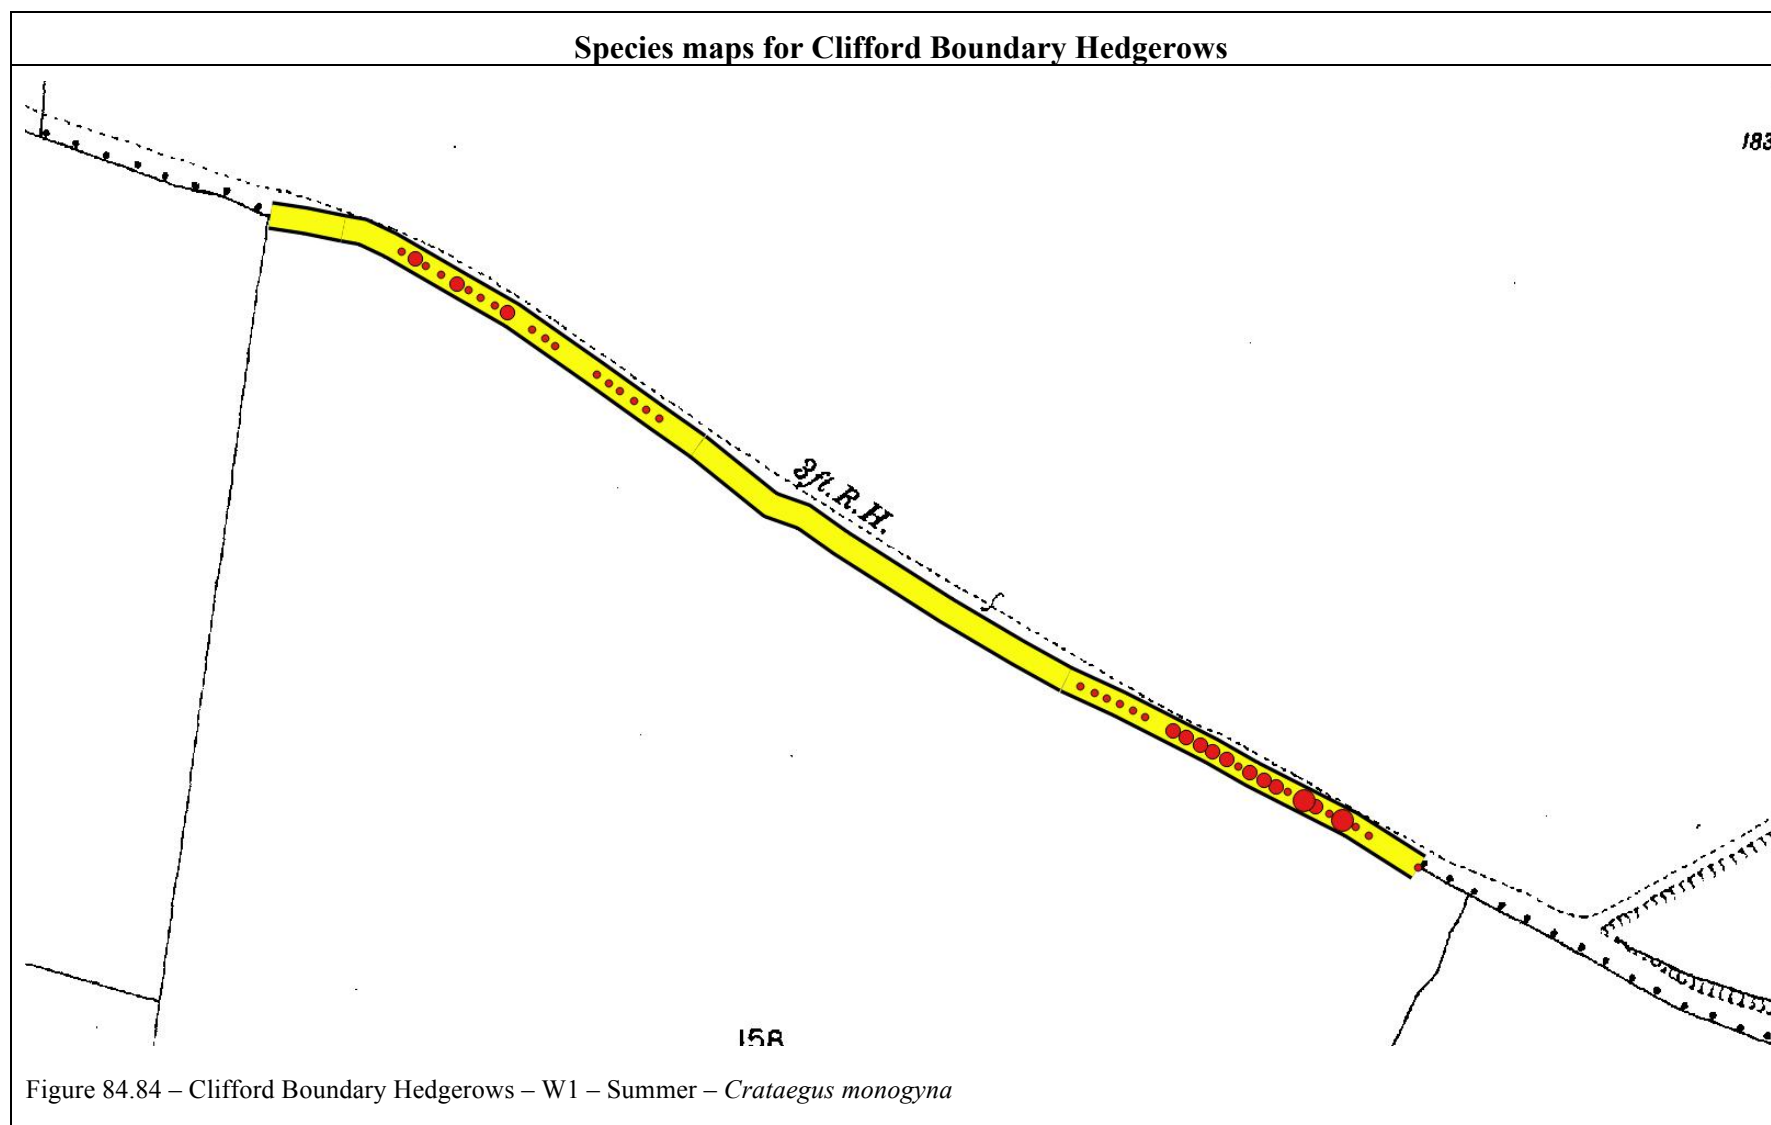 Species maps for Clifford Boundary Hedgerows
183
3ft.R.H.
158
Figure 84.84 – Clifford Boundary Hedgerows – W1 – Summer – Crataegus monogyna